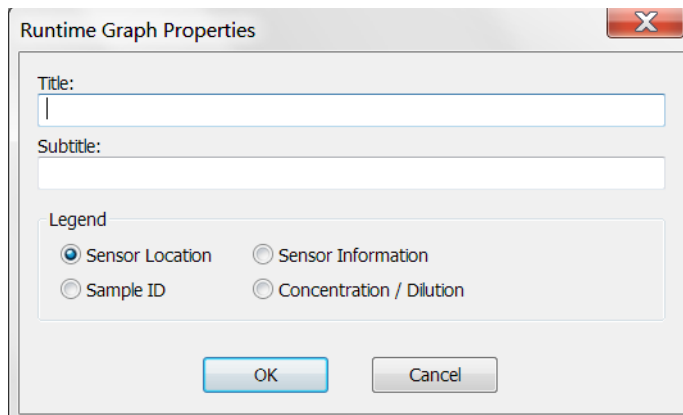 Runtime Graph Properties
Title:
Subtitle:
Legend
Sensor Location Sensor Information
Sample ID Concentration / Dilution
OK Cancel